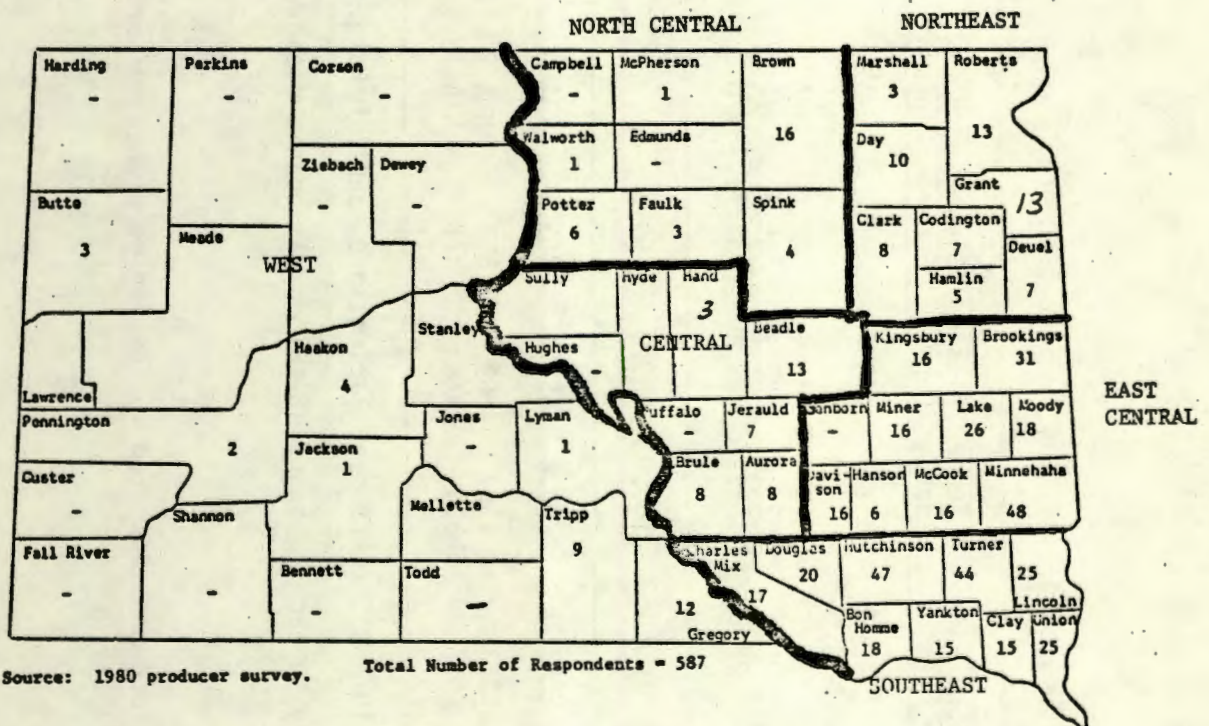 NORTH CENTRAL
NORTHEAST
Harding
-
Perkins
-
Corson
-
Campbell
-
McPherson
1
Brown
16
Marshall
3
Roberts
13
Walworth
1
Edmunds
-
Day
10
Ziebach
-
Dewey
-
Grant
13
Butte
3
Meade
WEST
Potter
6
Faulk
3
Spink
4
Clark
8
Codington
7
Hamlin
5
Deuel
7
Sully
Hyde
Hand
3
CENTRAL
Stanley
Hughes
-
Beadle
13
Kingsbury
16
Brookings
31
EAST
CENTRAL
Haakon
4
Lawrence
Pennington
2
Jones
-
Lyman
1
Buffalo
-
Jerauld
7
Sanborn
-
Miner
16
Lake
26
Moody
18
Jackson
1
Custer
-
Brule
8
Aurora
8
Davi-
son
16
Hanson
6
McCook
16
Minnehaha
48
Shannon
-
Mellette
Tripp
9
Fall River
-
Bennett
-
Todd
-
12
Gregory
Charles
Mix
17
Douglas
20
Hutchinson
47
Turner
44
25
Lincoln
Bon
Homme
18
Yankton
15
Clay
15
Union
25
SOUTHEAST
Source: 1980 producer survey.
Total Number of Respondents = 587